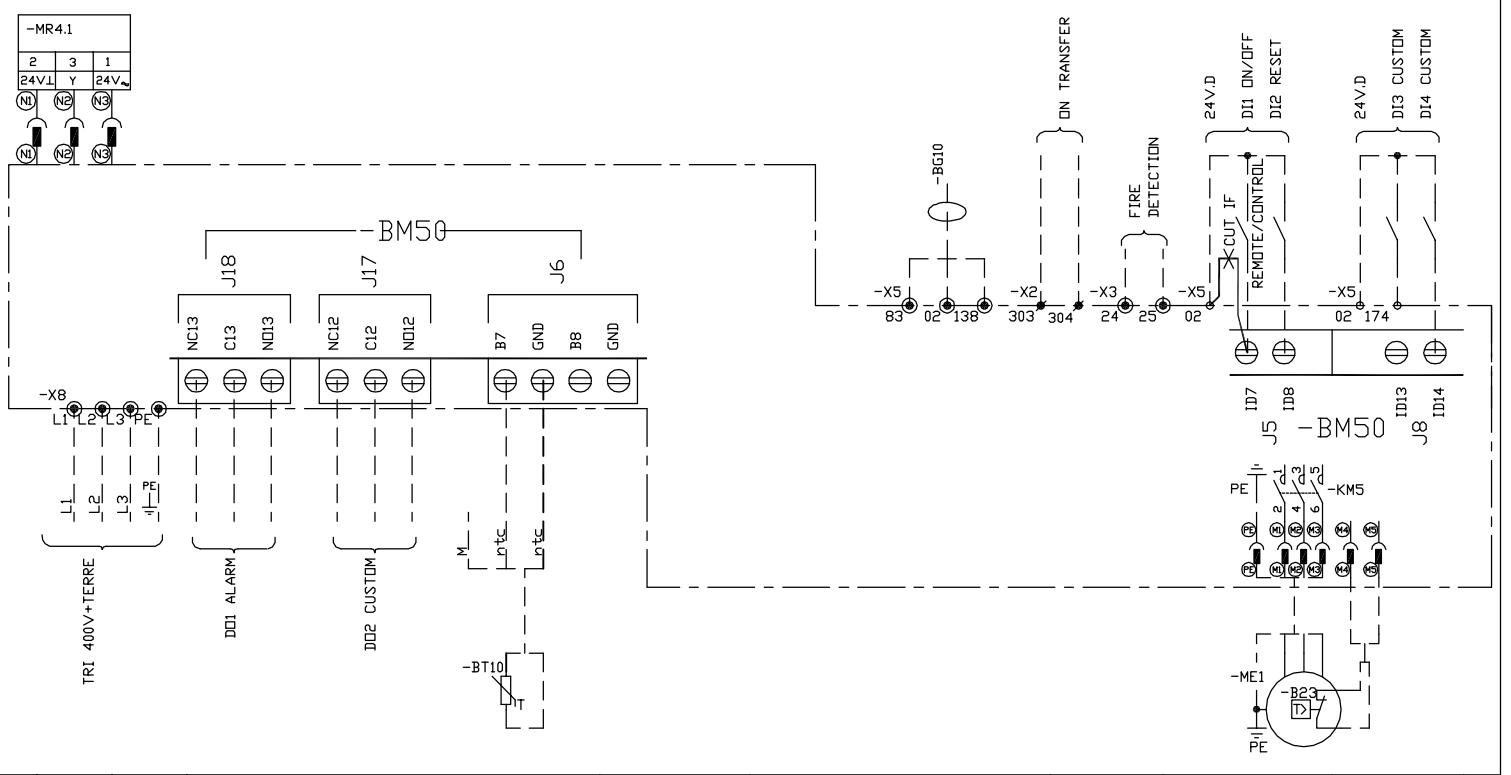 -MR4.1
2 3 1
24V⊥ Y 24V~
N1 N2 N3
N1 N2 N3
-BM50
J18 J17 J6
NC13 C13 NO13
NC12 C12 NO12
B7 GND B8 GND
-X8
L1 L2 L3 PE
L1 L2 L3 PE
TRI 400V+TERRE
DO1 ALARM
DO2 CUSTOM
M ntc ntc
-BT10
T
-BG10
ON TRANSFER
FIRE
DETECTION
24V.D
DI1 ON/OFF
DI2 RESET
24V.D
DI3 CUSTOM
DI4 CUSTOM
CUT IF
REMOTE/CONTROL
-X5 -X2 -X3 -X5 -X5
83 02 138 303 304 24 25 02 02 174
ID7 ID8 ID13 ID14
J5 -BM50 J8
PE
1 3 5
-KM5
2 4 6
PE M1 M2 M3 M4 M5
PE M1 M2 M3 M4 M5
-ME1
-B23
T>
PE